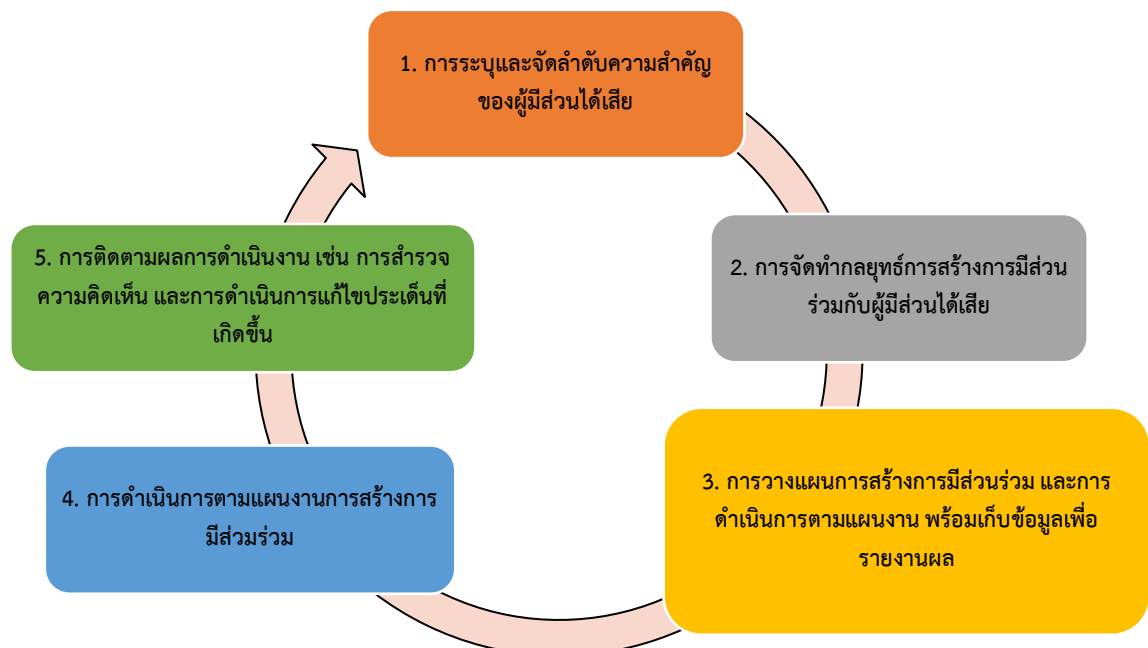 1. การระบุและจัดลำดับความสำคัญ
ของผู้มีส่วนได้เสีย
2. การจัดทำกลยุทธ์การสร้างการมีส่วน
ร่วมกับผู้มีส่วนได้เสีย
3. การวางแผนการสร้างการมีส่วนร่วม และการ
ดำเนินการตามแผนงาน พร้อมเก็บข้อมูลเพื่อ
รายงานผล
4. การดำเนินการตามแผนงานการสร้างการ
มีส่วมร่วม
5. การติดตามผลการดำเนินงาน เช่น การสำรวจ
ความคิดเห็น และการดำเนินการแก้ไขประเด็นที่
เกิดขึ้น